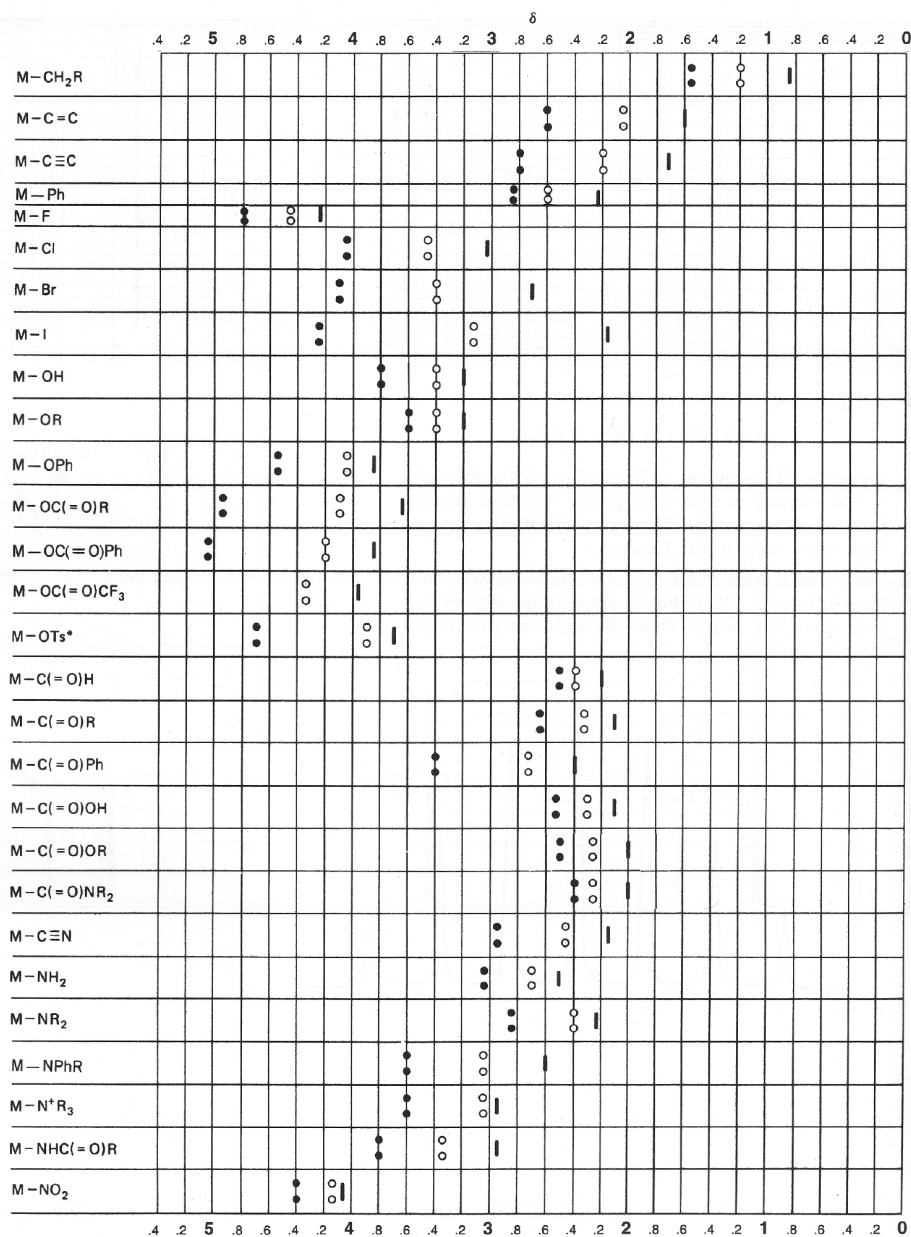 δ
.4 .2 5 .8 .6 .4 .2 4 .8 .6 .4 .2 3 .8 .6 .4 .2 2 .8 .6 .4 .2 1 .8 .6 .4 .2 0
M–CH₂R
M–C=C
M–C≡C
M–Ph
M–F
M–Cl
M–Br
M–I
M–OH
M–OR
M–OPh
M–OC(=O)R
M–OC(=O)Ph
M–OC(=O)CF₃
M–OTs*
M–C(=O)H
M–C(=O)R
M–C(=O)Ph
M–C(=O)OH
M–C(=O)OR
M–C(=O)NR₂
M–C≡N
M–NH₂
M–NR₂
M–NPhR
M–N⁺R₃
M–NHC(=O)R
M–NO₂
.4 .2 5 .8 .6 .4 .2 4 .8 .6 .4 .2 3 .8 .6 .4 .2 2 .8 .6 .4 .2 1 .8 .6 .4 .2 0